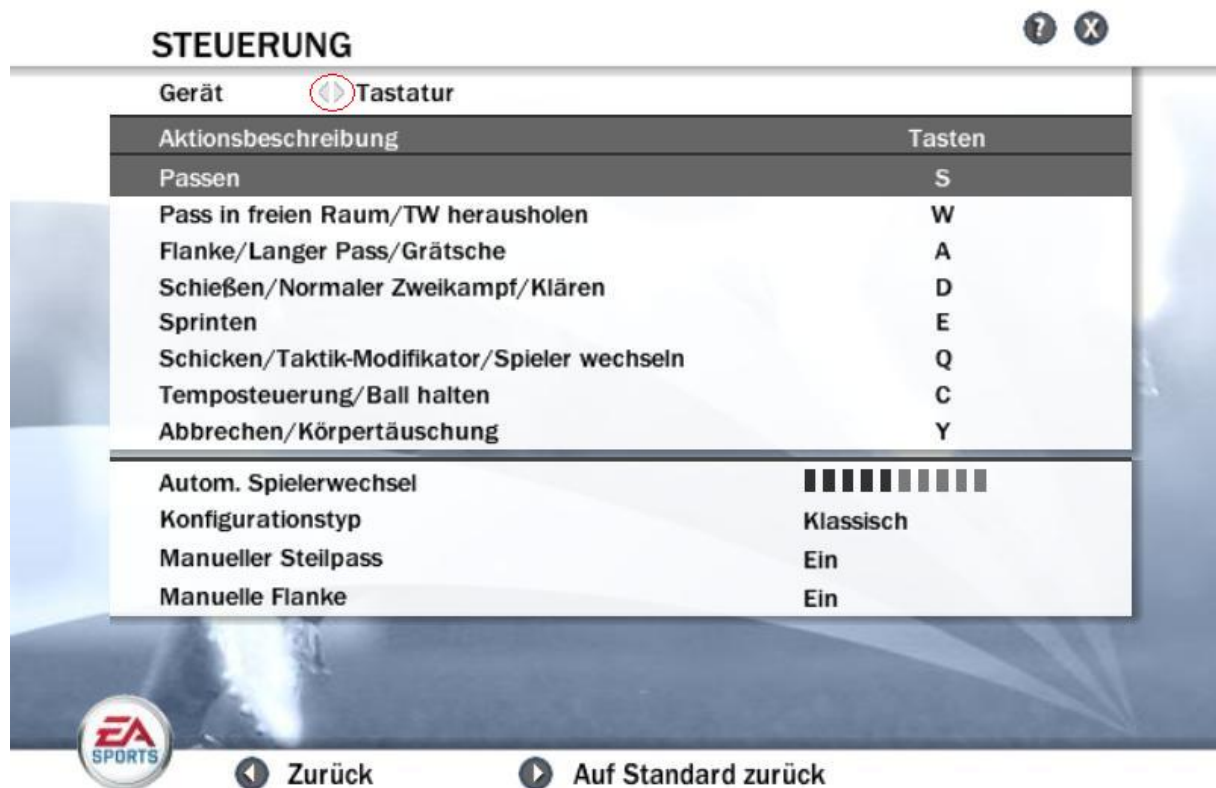 STEUERUNG ? X
Gerät Tastatur
Aktionsbeschreibung Tasten
Passen S
Pass in freien Raum/TW herausholen W
Flanke/Langer Pass/Grätsche A
Schießen/Normaler Zweikampf/Klären D
Sprinten E
Schicken/Taktik-Modifikator/Spieler wechseln Q
Temposteuerung/Ball halten C
Abbrechen/Körpertäuschung Y
Autom. Spielerwechsel
Konfigurationstyp Klassisch
Manueller Steilpass Ein
Manuelle Flanke Ein
EA
SPORTS
Zurück Auf Standard zurück